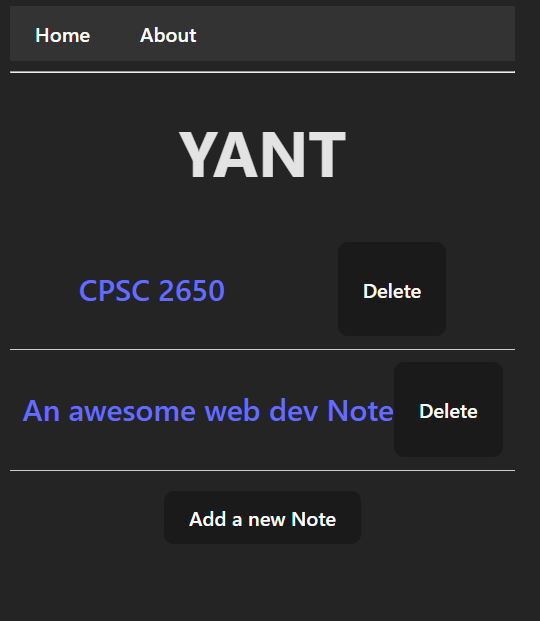 Home About
YANT
CPSC 2650 Delete
An awesome web dev Note Delete
Add a new Note